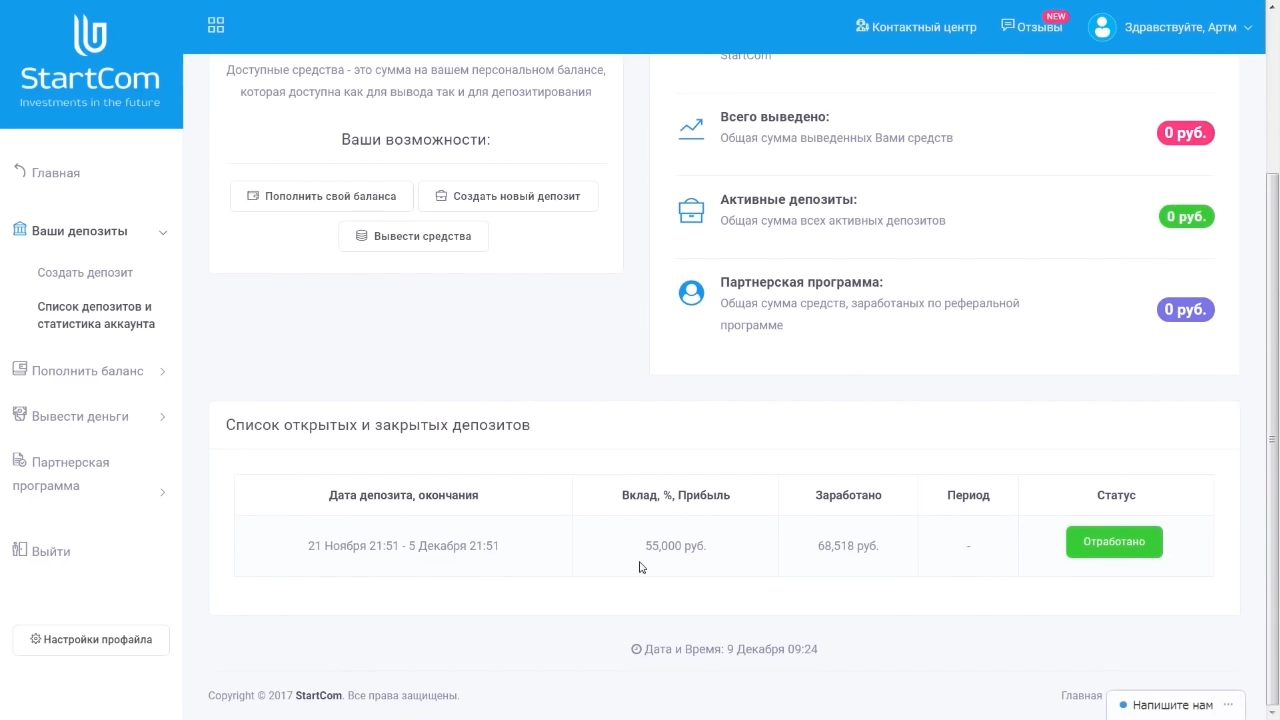 StartCom
Investments in the future
Контактный центр
Отзывы
NEW
Здравствуйте, Артм
Главная
Ваши депозиты
Создать депозит
Список депозитов и
статистика аккаунта
Пополнить баланс
Вывести деньги
Партнерская
программа
Выйти
Настройки профайла
Доступные средства - это сумма на вашем персональном балансе,
которая доступна как для вывода так и для депозитирования
Ваши возможности:
Пополнить свой баланса
Создать новый депозит
Вывести средства
StartCom
Всего выведено:
Общая сумма выведенных Вами средств
0 руб.
Активные депозиты:
Общая сумма всех активных депозитов
0 руб.
Партнерская программа:
Общая сумма средств, заработаных по реферальной
программе
0 руб.
Список открытых и закрытых депозитов
Дата депозита, окончания Вклад, %, Прибыль Заработано Период Статус
21 Ноября 21:51 - 5 Декабря 21:51 55,000 руб. 68,518 руб. - Отработано
Дата и Время: 9 Декабря 09:24
Copyright © 2017 StartCom. Все права защищены.
Главная
Напишите нам